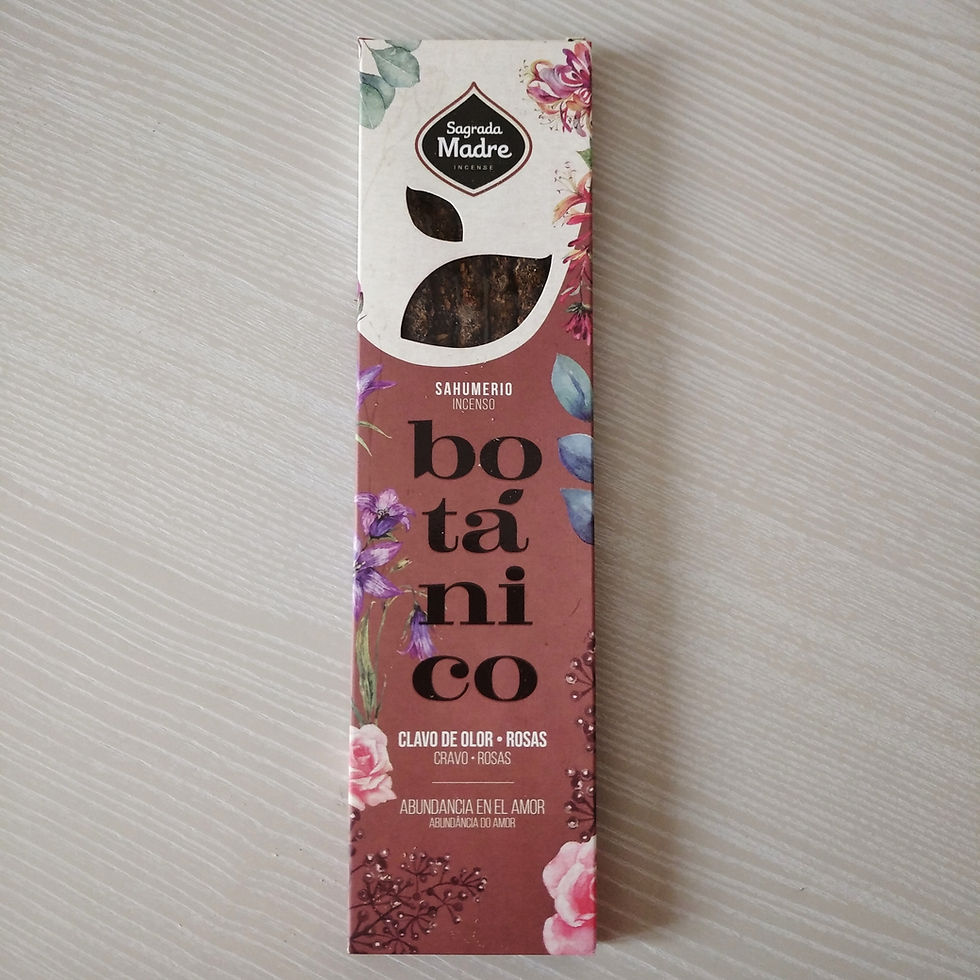 Sagrada
Madre
INCENSE
SAHUMERIO
INCENSO
bo
tá
ni
co
CLAVO DE OLOR • ROSAS
CRAVO • ROSAS
ABUNDANCIA EN EL AMOR
ABUNDÂNCIA DO AMOR